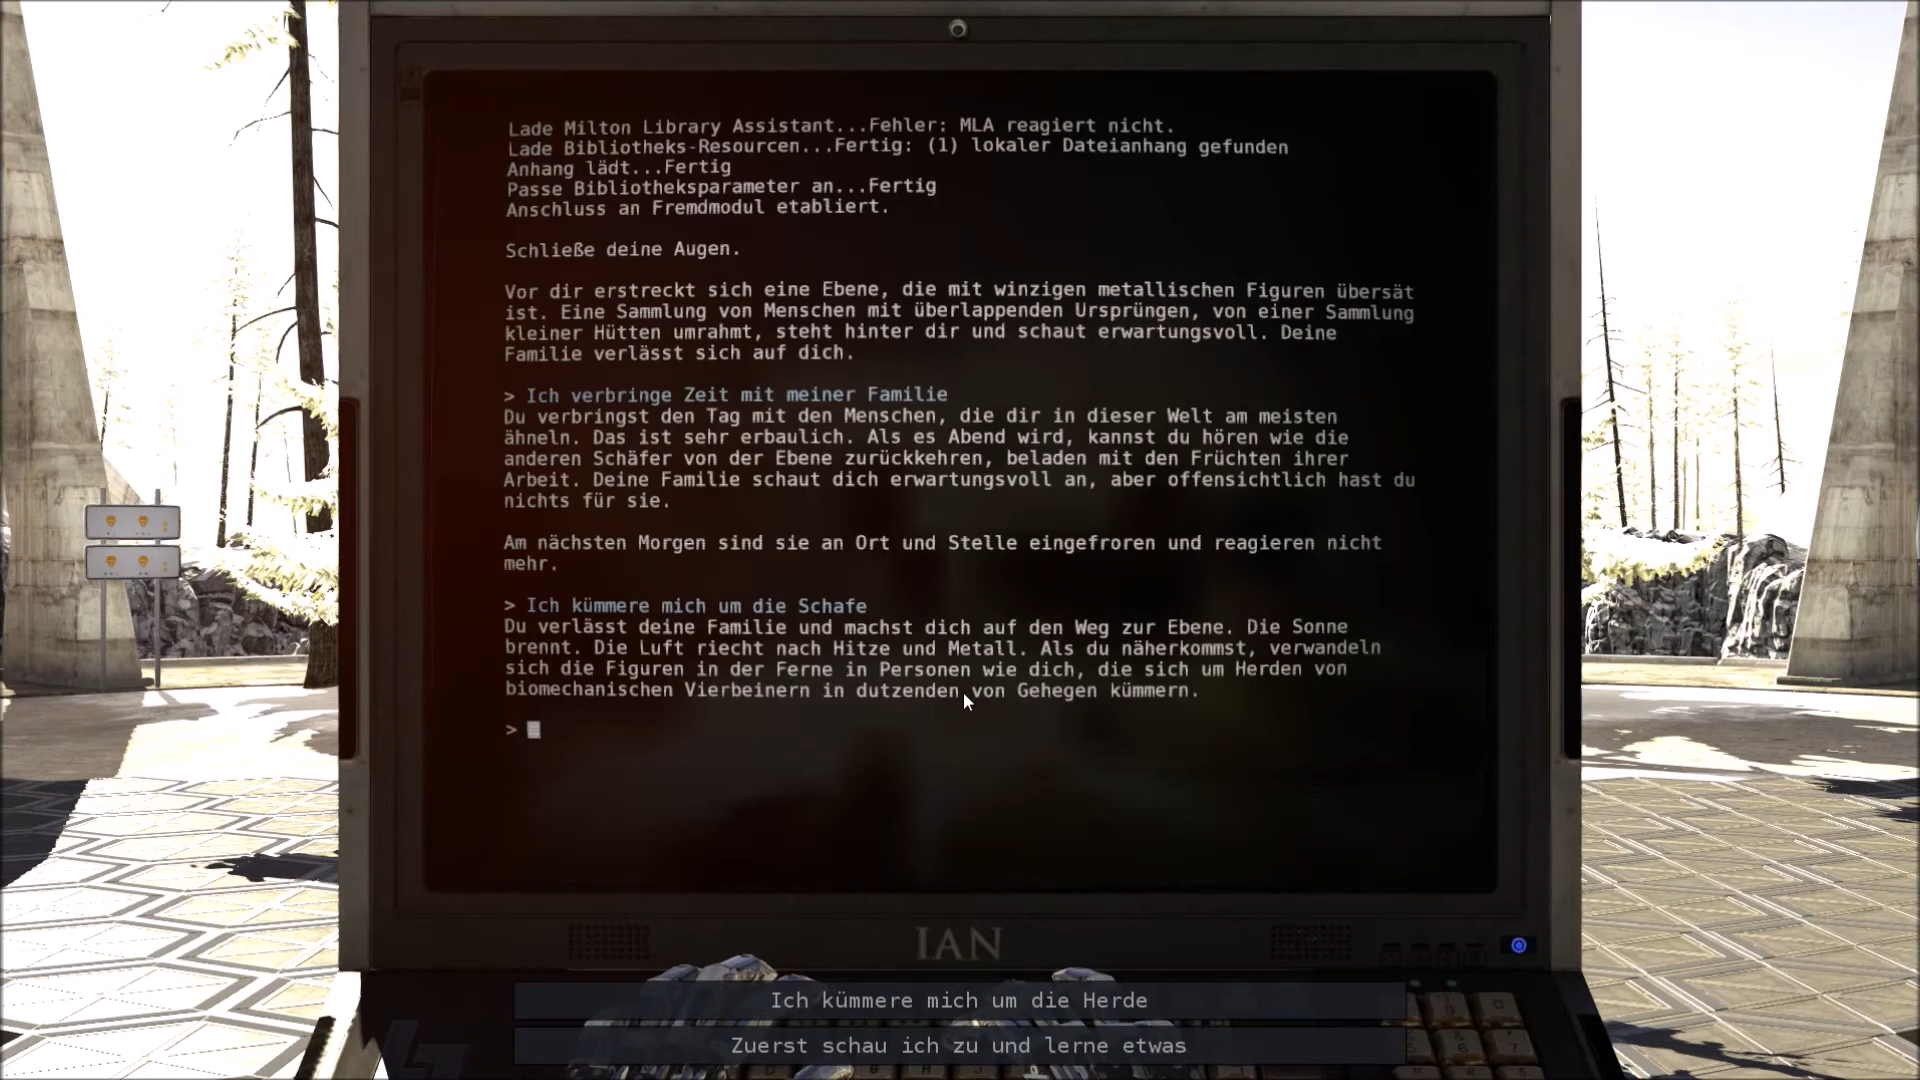 Lade Milton Library Assistant...Fehler: MLA reagiert nicht.
Lade Bibliotheks-Resourcen...Fertig: (1) lokaler Dateianhang gefunden
Anhang lädt...Fertig
Passe Bibliotheksparameter an...Fertig
Anschluss an Fremdmodul etabliert.
Schließe deine Augen.
Vor dir erstreckt sich eine Ebene, die mit winzigen metallischen Figuren übersät
ist. Eine Sammlung von Menschen mit überlappenden Ursprüngen, von einer Sammlung
kleiner Hütten umrahmt, steht hinter dir und schaut erwartungsvoll. Deine
Familie verlässt sich auf dich.
> Ich verbringe Zeit mit meiner Familie
Du verbringst den Tag mit den Menschen, die dir in dieser Welt am meisten
ähneln. Das ist sehr erbaulich. Als es Abend wird, kannst du hören wie die
anderen Schäfer von der Ebene zurückkehren, beladen mit den Früchten ihrer
Arbeit. Deine Familie schaut dich erwartungsvoll an, aber offensichtlich hast du
nichts für sie.
Am nächsten Morgen sind sie an Ort und Stelle eingefroren und reagieren nicht
mehr.
> Ich kümmere mich um die Schafe
Du verlässt deine Familie und machst dich auf den Weg zur Ebene. Die Sonne
brennt. Die Luft riecht nach Hitze und Metall. Als du näherkommst, verwandeln
sich die Figuren in der Ferne in Personen wie dich, die sich um Herden von
biomechanischen Vierbeinern in dutzenden von Gehegen kümmern.
>
IAN
Ich kümmere mich um die Herde
Zuerst schau ich zu und lerne etwas